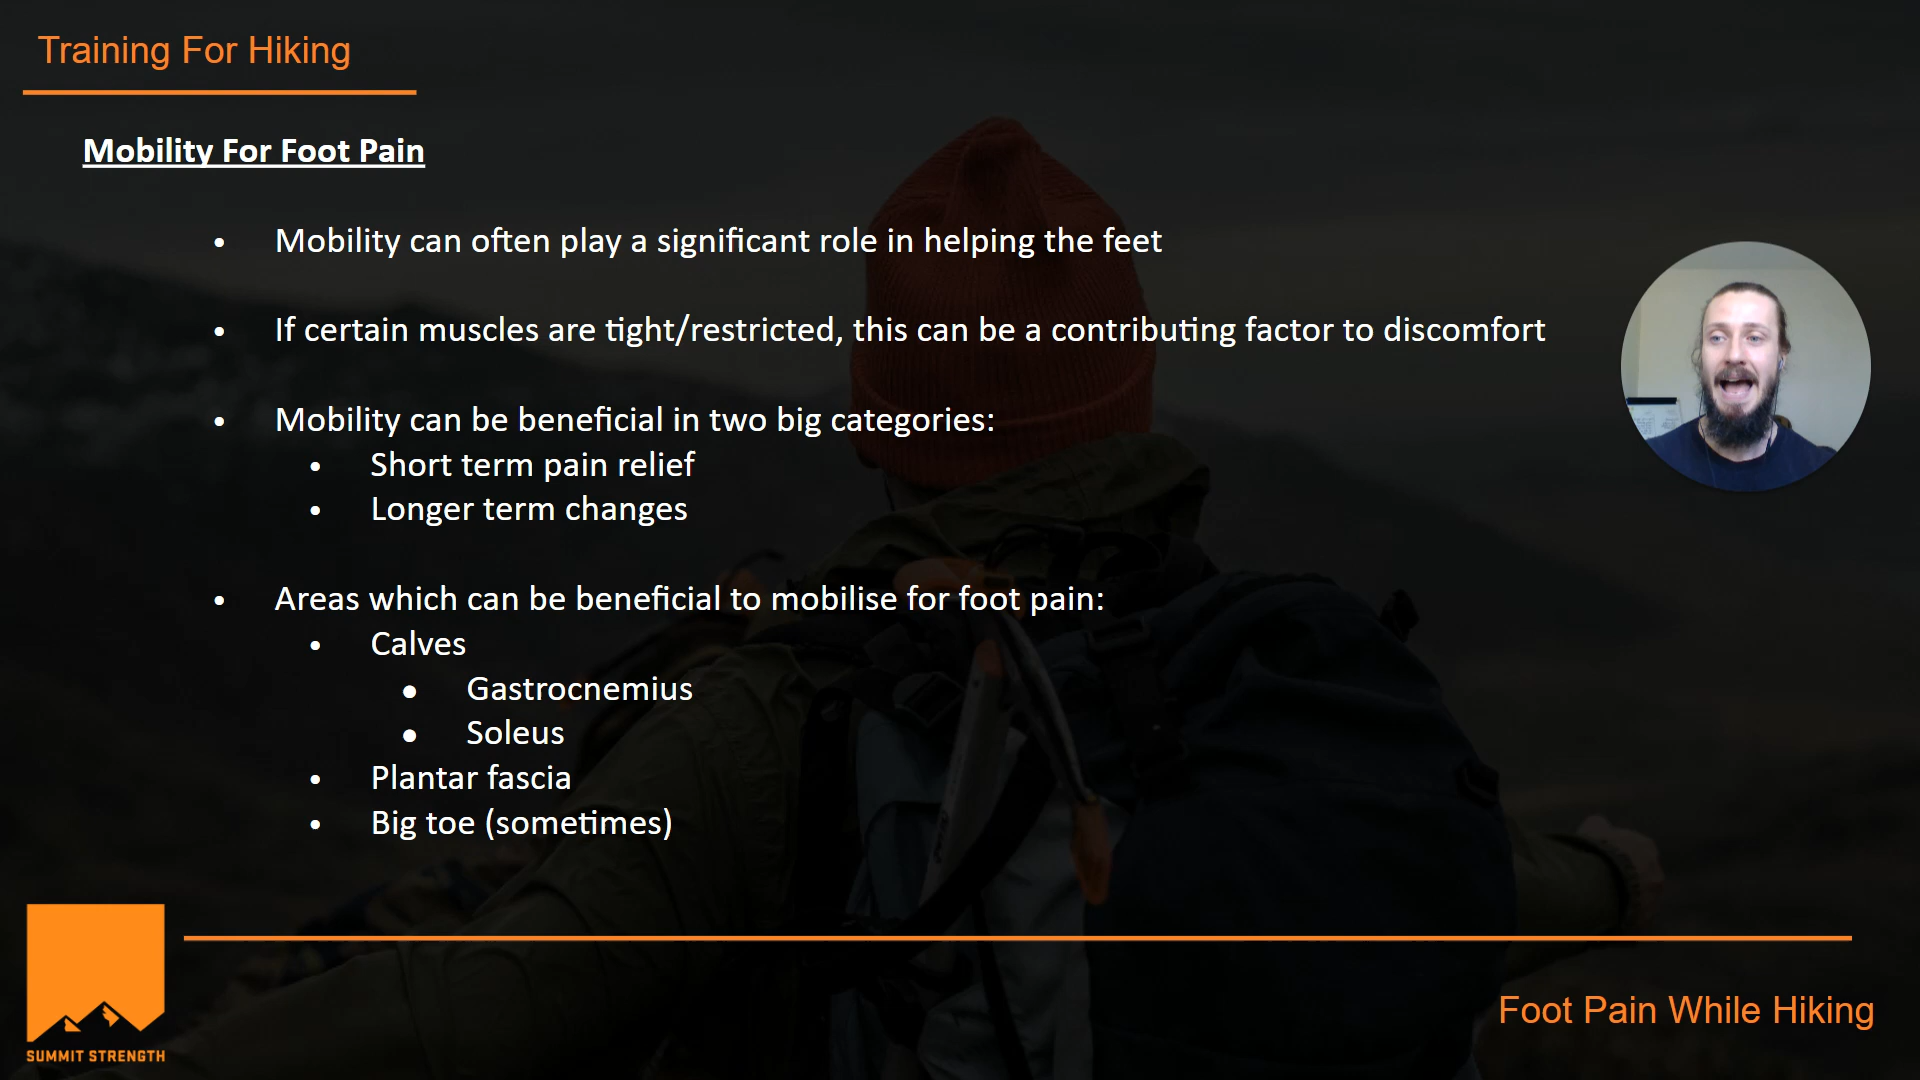 Training For Hiking
Mobility For Foot Pain
• Mobility can often play a significant role in helping the feet
• If certain muscles are tight/restricted, this can be a contributing factor to discomfort
• Mobility can be beneficial in two big categories:
• Short term pain relief
• Longer term changes
• Areas which can be beneficial to mobilise for foot pain:
• Calves
• Gastrocnemius
• Soleus
• Plantar fascia
• Big toe (sometimes)
SUMMIT STRENGTH
Foot Pain While Hiking